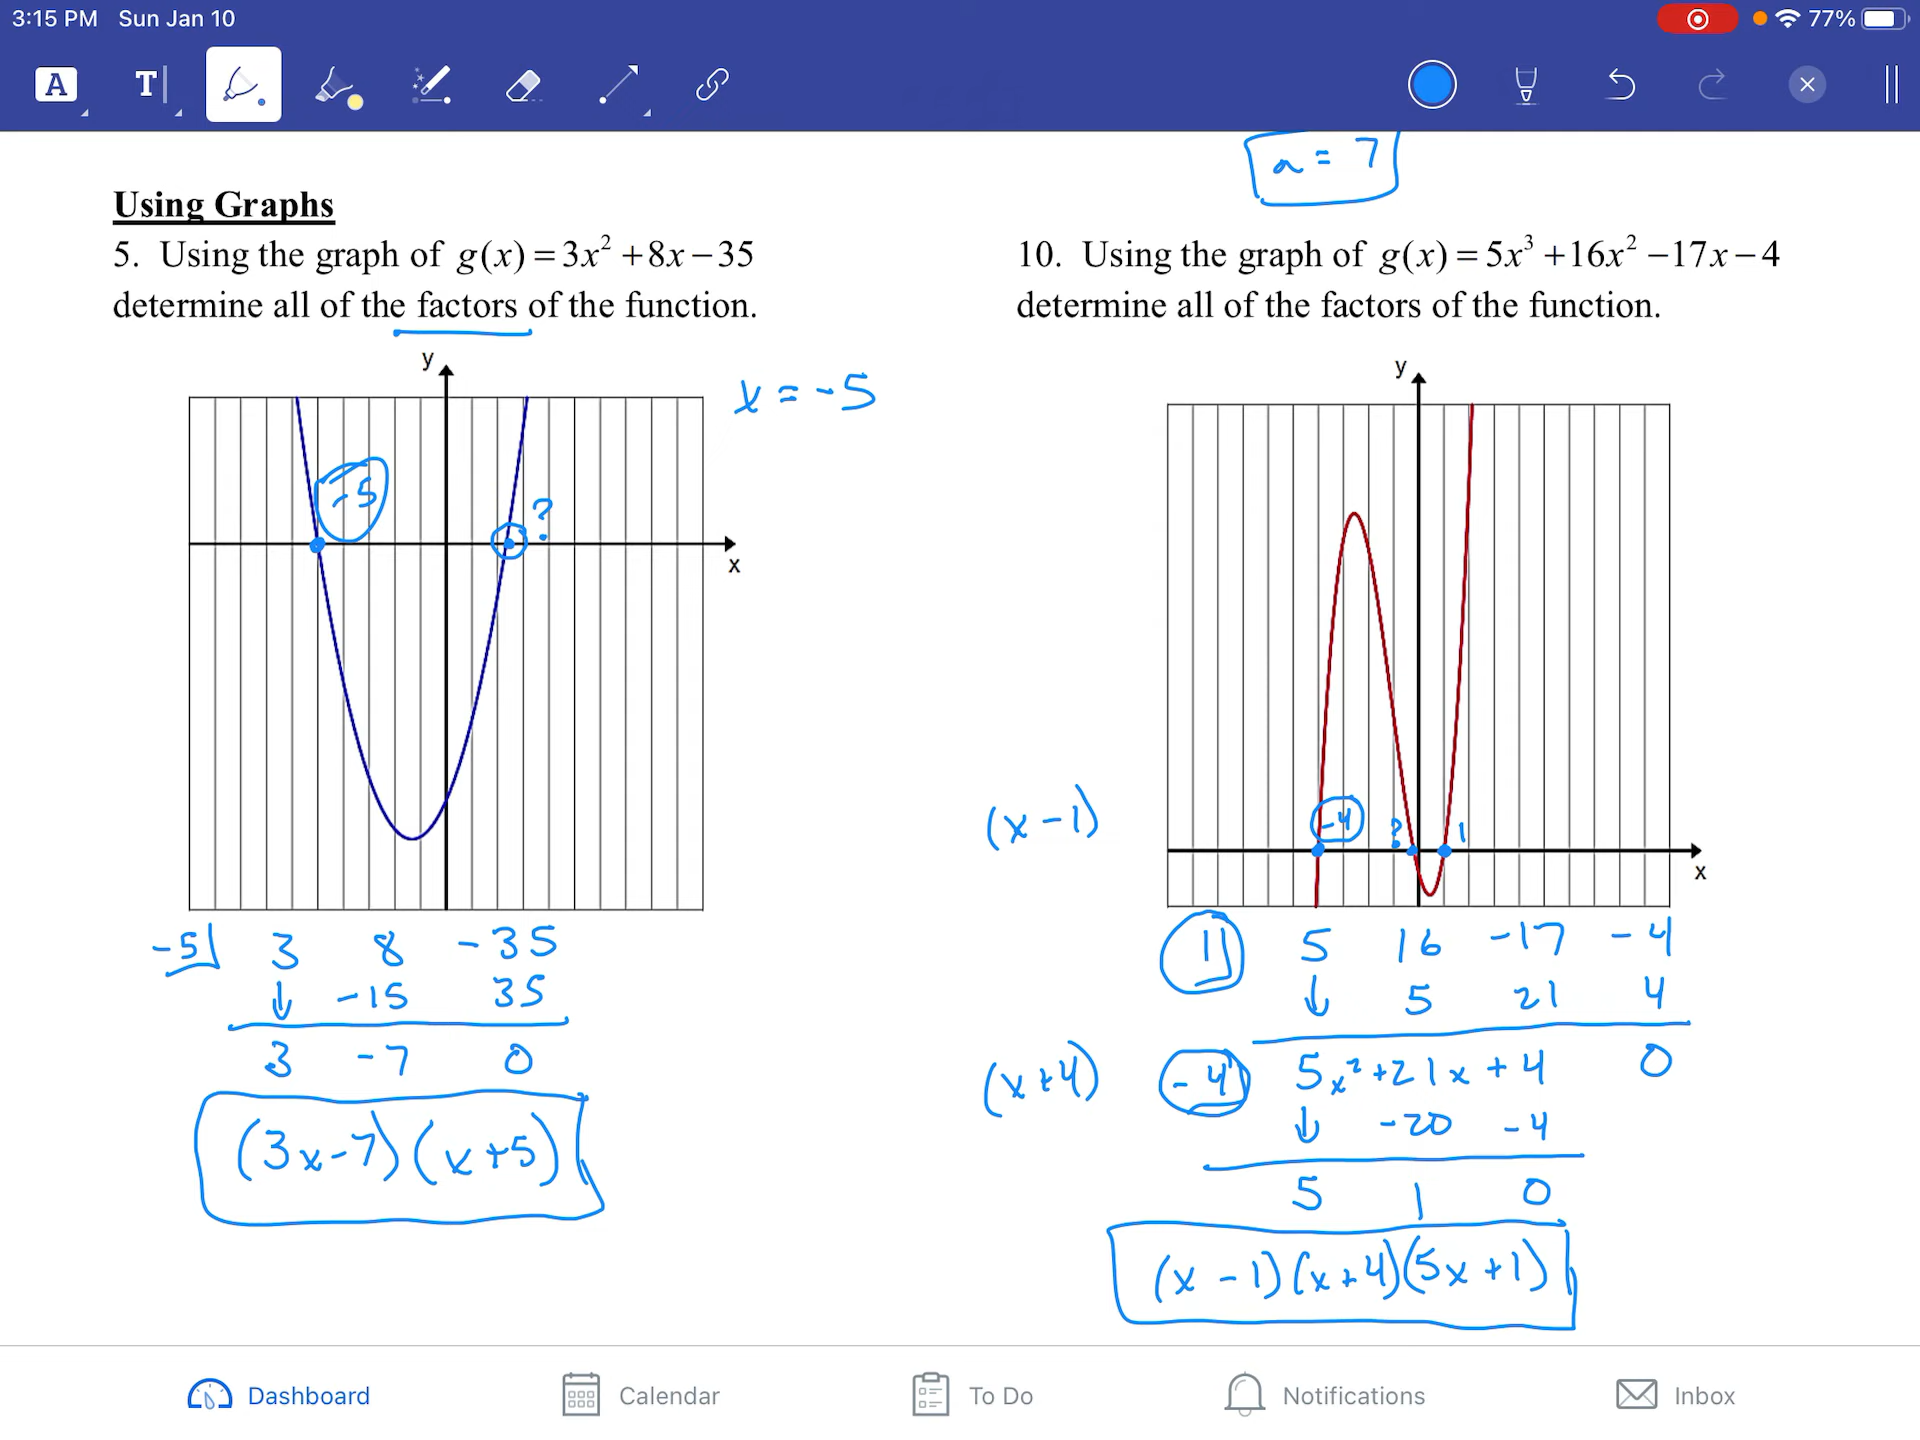 3:15 PM Sun Jan 10
77%
A T
a = 7
Using Graphs
5. Using the graph of g(x) = 3x² + 8x − 35
determine all of the factors of the function.
y
x = -5
-5
?
x
-5 3 8 -35
↓ -15 35
3 -7 0
(3x-7)(x+5)
10. Using the graph of g(x) = 5x³ + 16x² − 17x − 4
determine all of the factors of the function.
y
(x-1)
-4 ? 1
x
1 5 16 -17 -4
↓ 5 21 4
(x+4) -4 5x²+21x+4 0
↓ -20 -4
5 1 0
(x-1)(x+4)(5x+1)
Dashboard Calendar To Do Notifications Inbox